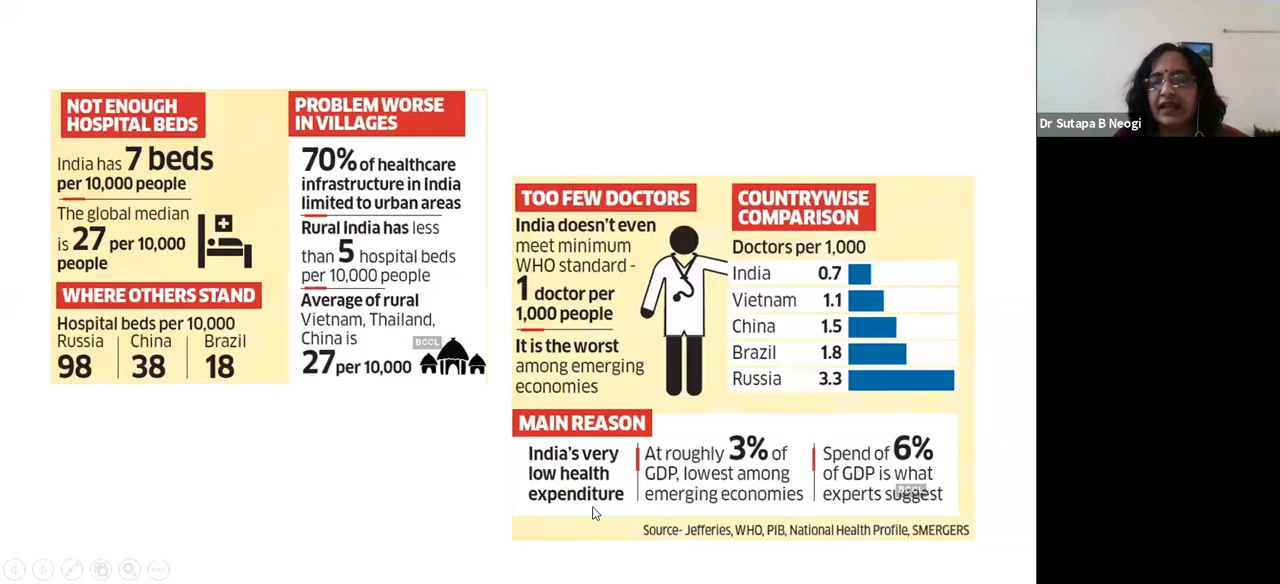 NOT ENOUGH
HOSPITAL BEDS
India has 7 beds
per 10,000 people
The global median
is 27 per 10,000
people
WHERE OTHERS STAND
Hospital beds per 10,000
Russia China Brazil
98 38 18
PROBLEM WORSE
IN VILLAGES
70% of healthcare
infrastructure in India
limited to urban areas
Rural India has less
than 5 hospital beds
per 10,000 people
Average of rural
Vietnam, Thailand,
China is
27 per 10,000
BCCL
TOO FEW DOCTORS
India doesn't even
meet minimum
WHO standard -
1 doctor per
1,000 people
It is the worst
among emerging
economies
COUNTRYWISE
COMPARISON
Doctors per 1,000
India 0.7
Vietnam 1.1
China 1.5
Brazil 1.8
Russia 3.3
MAIN REASON
India's very
low health
expenditure
At roughly 3% of
GDP, lowest among
emerging economies
Spend of 6%
of GDP is what
experts suggest
BCCL
Source- Jefferies, WHO, PIB, National Health Profile, SMERGERS
Dr Sutapa B Neogi